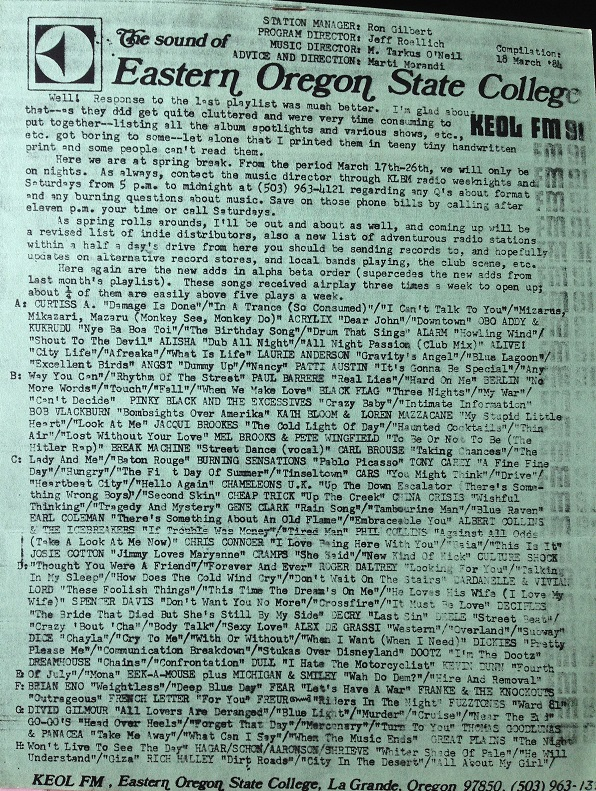 The sound of
STATION MANAGER: Ron Gilbert
PROGRAM DIRECTOR: Jeff Roellich
MUSIC DIRECTOR: M. Tarkus O'Neil
ADVICE AND DIRECTION: Marti Morandi
Compilation:
18 March '84
Eastern Oregon State College
KEOL FM 91
Well! Response to the last playlist was much better. I'm glad about
that---as they did get quite cluttered and were very time consuming to
put together--listing all the album spotlights and various shows, etc.,
etc. got boring to some--let alone that I printed them in teeny tiny handwritten
print and some people can't read them.
Here we are at spring break. From the period March 17th-26th, we will only be
on nights. As always, contact the music director through KLBM radio weeknights and
Saturdays from 5 p.m. to midnight at (503) 963-4121 regarding any Q's about format
and any burning questions about music. Save on those phone bills by calling after
eleven p.m. your time or call Saturdays.
As spring rolls around, I'll be out and about as well, and coming up will be
a revised list of indie distributors, also a new list of adventurous radio stations
within a half a day's drive from here you should be sending records to, and hopefully
updates on alternative record stores, and local bands playing, the club scene, etc.
Here again are the new adds in alpha beta order (supercedes the new adds from
last month's playlist). These songs received airplay three times a week to open up;
about ¼ of them are easily above five plays a week.
A: CURTISS A. "Damage Is Done"/"In A Trance (So Consumed)"/"I Can't Talk To You"/"Mizaru,
Mikazari, Mazaru (Monkey See, Monkey Do)" ACRYLIX "Dear John"/"Downtown" OBO ADDY &
KUKRUDU "Nye Ba Boa Toi"/"The Birthday Song"/"Drum That Sings" ALARM "Howling Wind"/
"Shout To The Devil" ALISHA "Dub All Night"/"All Night Passion (Club Mix)" ALIVE!
"City Life"/"Afreaka"/"What Is Life" LAURIE ANDERSON "Gravity's Angel"/"Blue Lagoon"/
"Excellent Birds" ANGST "Dummy Up"/"Nancy" PATTI AUSTIN "It's Gonna Be Special"/"Any
B: Way You Can"/"Rhythm Of The Street" PAUL BARRERE "Real Lies"/"Hard On Me" BERLIN "No
More Words"/"Touch"/"Fall"/"When We Make Love" BLACK FLAG "Three Nights"/"My War"/
"Can't Decide" PINKY BLACK AND THE EXCESSIVES "Crazy Baby"/"Intimate Information"
BOB VLACKBURN "Bombsights Over Amerika" KATH BLOOM & LOREN MAZZACANE "My Stupid Little
Heart"/"Look At Me" JACQUI BROOKES "The Cold Light Of Day"/"Haunted Cocktails"/"Thin
Air"/"Lost Without Your Love" MEL BROOKS & PETE WINGFIELD "To Be Or Not To Be (The
Hitler Rap)" BREAK MACHINE "Street Dance (vocal)" CARL BROUSE "Taking Chances"/"The
C: Lady And Me"/"Baton Rouge" BURNING SENSATIONS "Pablo Picasso" TONY CAREY "A Fine Fine
Day"/"Hungry"/"The First Day Of Summer"/"Tinseltown" CARS "You Might Think"/"Drive"/
"Heartbeat City"/"Hello Again" CHAMELEONS U.K. "Up The Down Escalator There's Some-
thing Wrong Boys"/"Second Skin" CHEAP TRICK "Up The Creek" CHINA CRISIS "Wishful
Thinking"/"Tragedy And Mystery" GENE CLARK "Rain Song"/"Tambourine Man"/"Blue Raven"
EARL COLEMAN "There's Something About An Old Flame"/"Embraceable You" ALBERT COLLINS
& THE ICEBREAKERS "If Trouble Was Money"/"Tired Man" PHIL COLLINS "Against All Odds
(Take A Look At Me Now)" CHRIS CONNOR "I Love Being Here With You"/"Baia"/"This Is It"
JOSIE COTTON "Jimmy Loves Maryanne" CRAMPS "She Said"/"New Kind Of Kick" CULTURE SHOCK
D: "Thought You Were A Friend"/"Forever And Ever" ROGER DALTREY "Looking For You"/"Talking
In My Sleep"/"How Does The Cold Wind Cry"/"Don't Wait On The Stairs" DARDANELLE & VIVIAN
LORD "These Foolish Things"/"This Time The Dream's On Me"/"He Loves His Wife (I Love My
Wife)" SPENCER DAVIS "Don't Want You No More"/"Crossfire"/"It Must Be Love" DECIPLES
"The Bride That Died But She's Still By My Side" DECRY "Last Sin" DEELE "Street Beat"/
"Crazy 'Bout 'Cha"/"Body Talk"/"Sexy Love" ALEX DE GRASSI "Western"/"Overland"/"Subway"
DICE "Chayla"/"Cry To Me"/"With Or Without"/"When I Want (When I Need)" DICKIES "Pretty
Please Me"/"Communication Breakdown"/"Stukas Over Disneyland" DOOTZ "I'm The Dootz"
DREAMHOUSE "Chains"/"Confrontation" DULL "I Hate The Motorcyclist" KEVIN DUNN "Fourth
E: Of July"/"Mona" EEK-A-MOUSE plus MICHIGAN & SMILEY "Wah Do Dem?"/"Hire And Removal"
F: BRIAN ENO "Weightless"/"Deep Blue Day" FEAR "Let's Have A War" FRANKE & THE KNOCKOUTS
"Outrageous" FRENCH LETTER "For You" FREUR "Riders In The Night" FUZZTONES "Ward 81"
G: DIVID GILMOUR "All Lovers Are Deranged"/"Blue Light"/"Murder"/"Cruise"/"Near The End"
GO-GO'S "Head Over Heels"/"Forget That Day"/"Mercenary"/"Turn To You" THOMAS GOODLUNAS
& PANACEA "Take Me Away"/"What Can I Say"/"When The Music Ends" GREAT PLAINS "The Night
H: Won't Live To See The Day" HAGAR/SCHON/AARONSON/SHRIEVE "Whiter Shade Of Pale"/"He Will
Understand"/"Giza" RICH HALLEY "Dirt Roads"/"City In The Desert"/"All About My Girl"/
KEOL FM, Eastern Oregon State College, La Grande, Oregon 97850, (503) 963-13